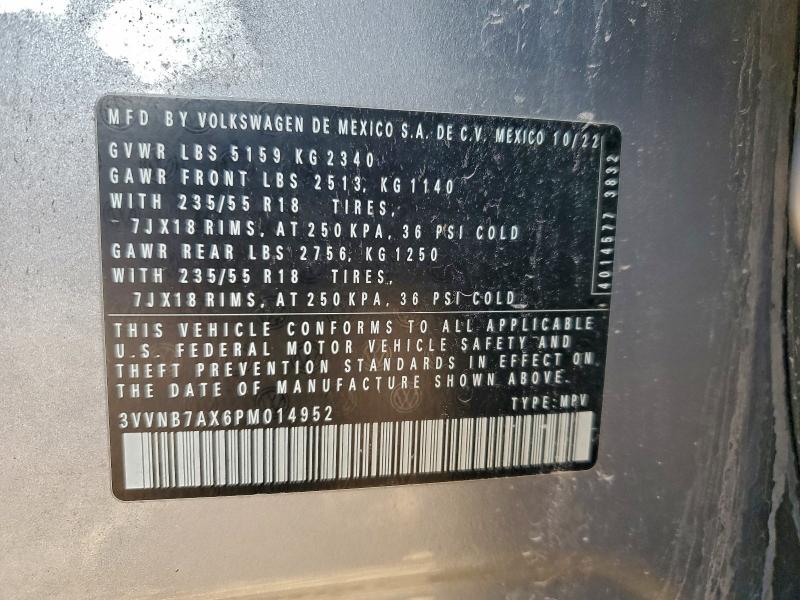 MFD BY VOLKSWAGEN DE MEXICO S.A. DE C.V. MEXICO 10/22
GVWR LBS 5159 KG 2340
GAWR FRONT LBS 2513, KG 1140
WITH 235/55 R18 TIRES,
7JX18 RIMS, AT 250 KPA, 36 PSI COLD
GAWR REAR LBS 2756, KG 1250
WITH 235/55 R18 TIRES,
7JX18 RIMS, AT 250 KPA, 36 PSI COLD
4014577 3832
THIS VEHICLE CONFORMS TO ALL APPLICABLE
U.S. FEDERAL MOTOR VEHICLE SAFETY AND
THEFT PREVENTION STANDARDS IN EFFECT ON
THE DATE OF MANUFACTURE SHOWN ABOVE.
3VVNB7AX6PM014952 TYPE: MPV